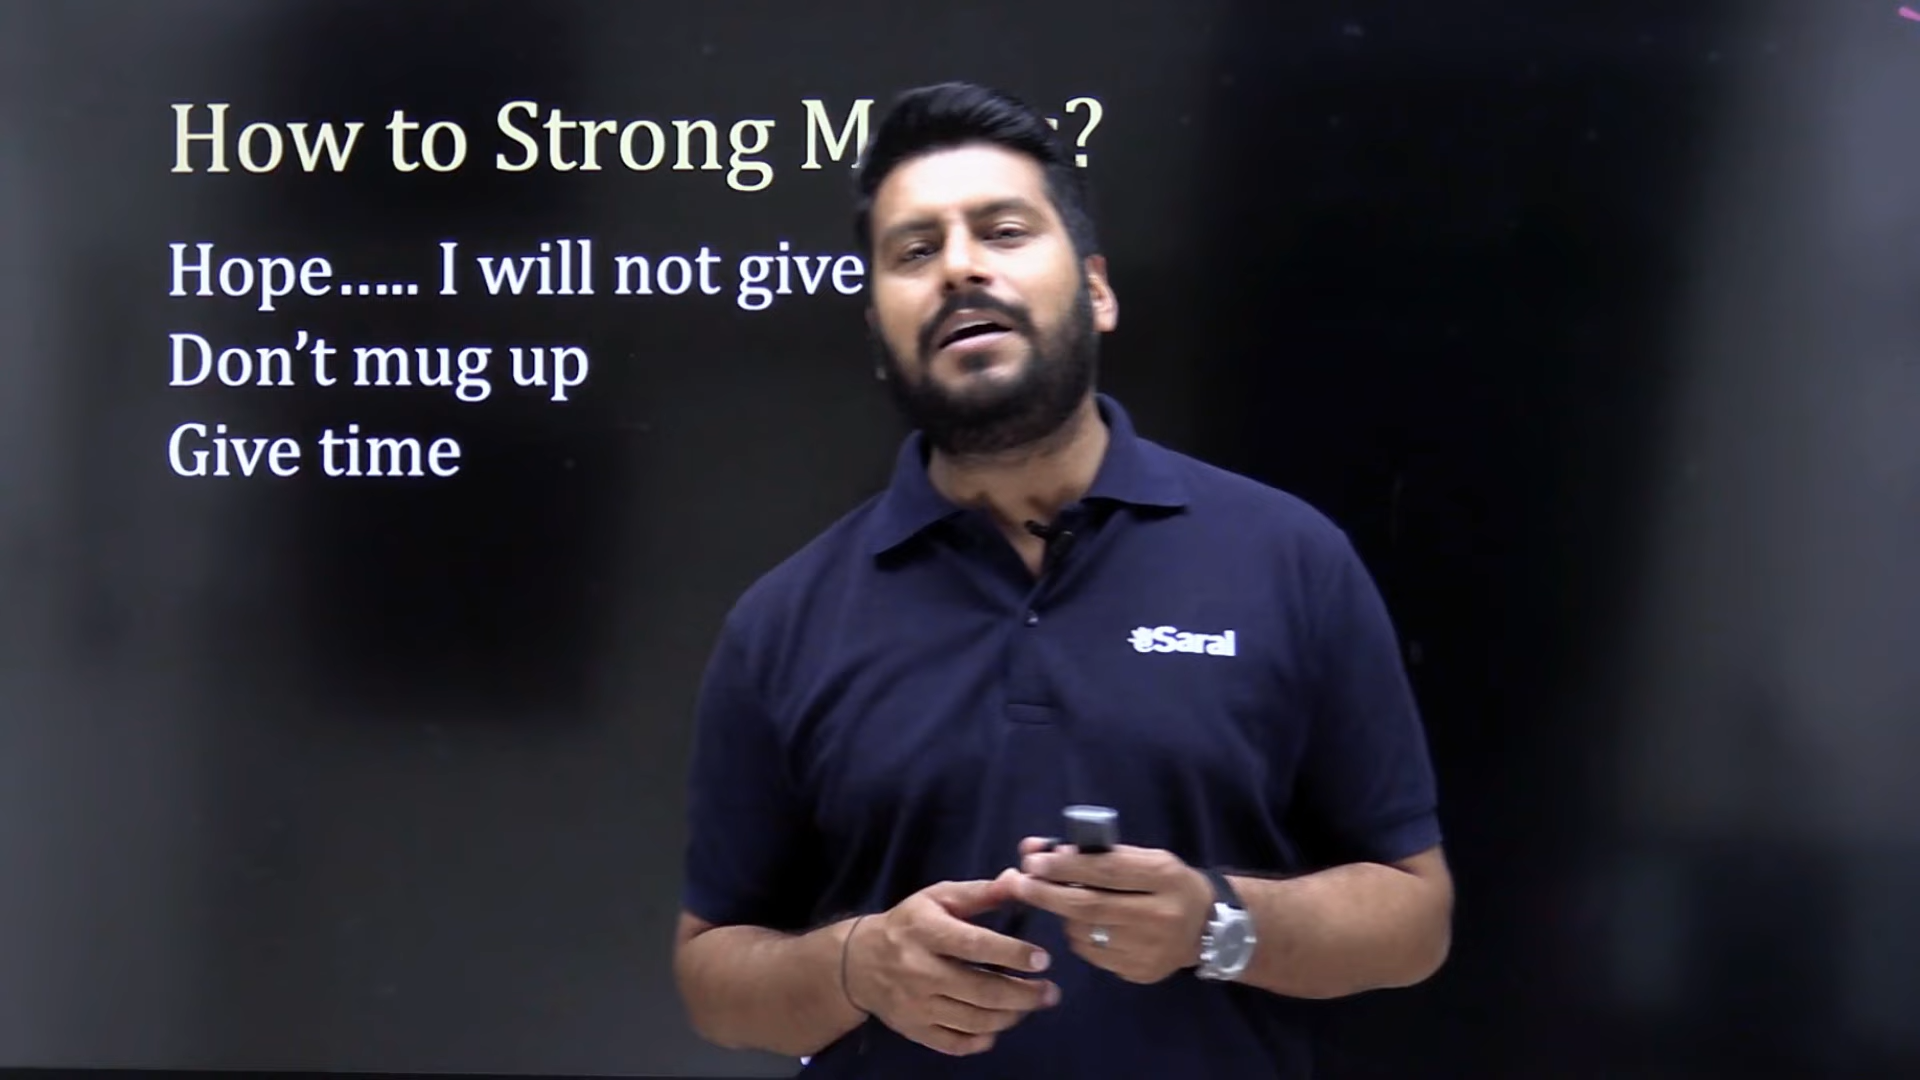 How to Strong
Hope..... I will not give
Don't mug up
Give time
eSaral